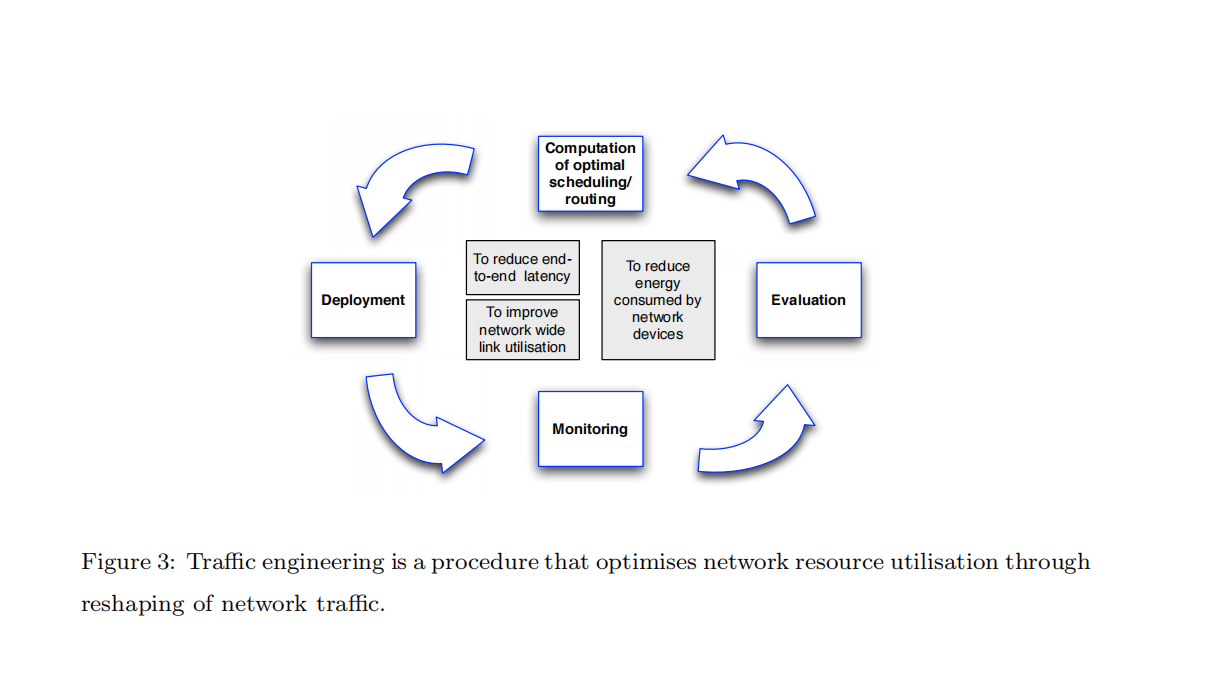 Computation
of optimal
scheduling/
routing
To reduce end-
to-end latency
To reduce
energy
consumed by
network
devices
Deployment
Evaluation
To improve
network wide
link utilisation
Monitoring
Figure 3: Traffic engineering is a procedure that optimises network resource utilisation through
reshaping of network traffic.